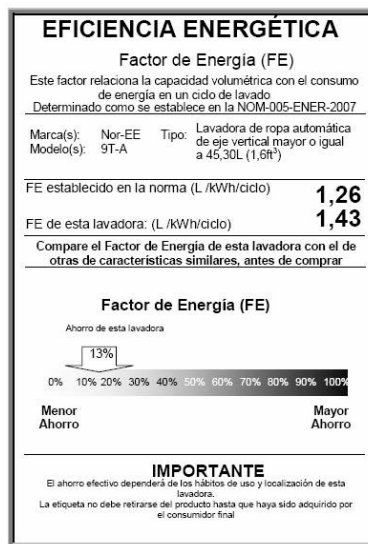 EFICIENCIA ENERGÉTICA
Factor de Energía (FE)
Este factor relaciona la capacidad volumétrica con el consumo
de energía en un ciclo de lavado
Determinado como se establece en la NOM-005-ENER-2007
Marca(s): Nor-EE Tipo: Lavadora de ropa automática
Modelo(s): 9T-A de eje vertical mayor o igual
a 45,30L (1,6ft³)
FE establecido en la norma (L /kWh/ciclo) 1,26
FE de esta lavadora: (L /kWh/ciclo) 1,43
Compare el Factor de Energía de esta lavadora con el de
otras de características similares, antes de comprar
Factor de Energía (FE)
Ahorro de esta lavadora
13%
0% 10% 20% 30% 40% 50% 60% 70% 80% 90% 100%
Menor Mayor
Ahorro Ahorro
IMPORTANTE
El ahorro efectivo dependerá de los hábitos de uso y localización de esta
lavadora.
La etiqueta no debe retirarse del producto hasta que haya sido adquirido por
el consumidor final